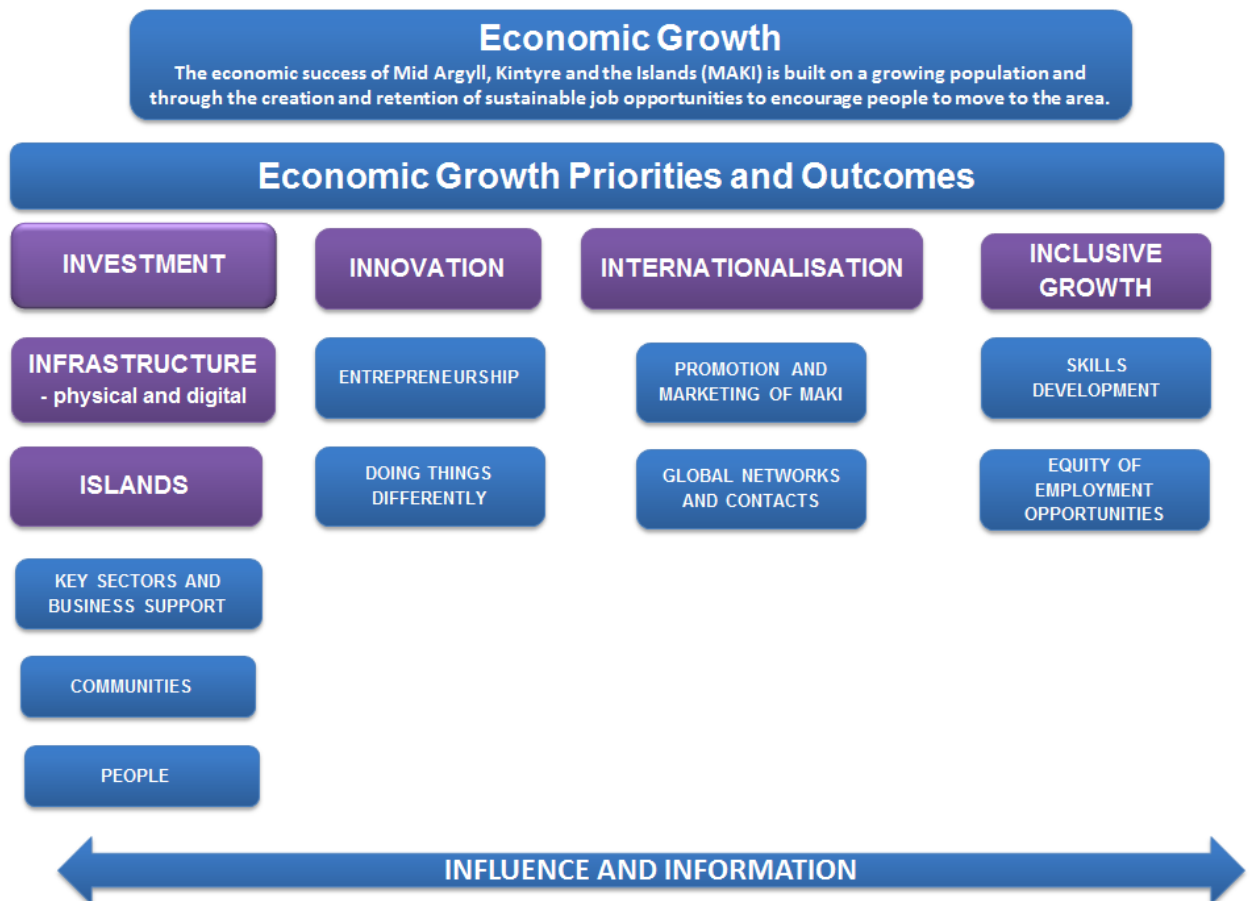 Economic Growth
The economic success of Mid Argyll, Kintyre and the Islands (MAKI) is built on a growing population and
through the creation and retention of sustainable job opportunities to encourage people to move to the area.
Economic Growth Priorities and Outcomes
INVESTMENT
INFRASTRUCTURE
- physical and digital
ISLANDS
KEY SECTORS AND
BUSINESS SUPPORT
COMMUNITIES
PEOPLE
INNOVATION
ENTREPRENEURSHIP
DOING THINGS
DIFFERENTLY
INTERNATIONALISATION
PROMOTION AND
MARKETING OF MAKI
GLOBAL NETWORKS
AND CONTACTS
INCLUSIVE
GROWTH
SKILLS
DEVELOPMENT
EQUITY OF
EMPLOYMENT
OPPORTUNITIES
INFLUENCE AND INFORMATION